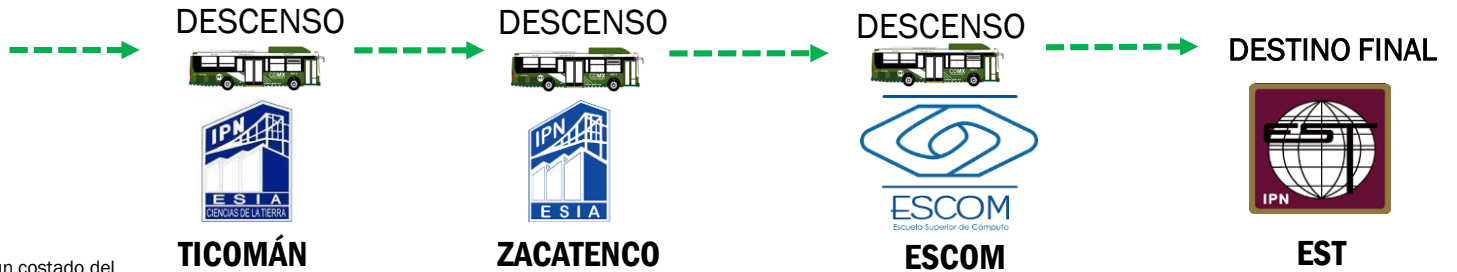 DESCENSO
DESCENSO
DESCENSO
DESTINO FINAL
CDMX
CDMX
CDMX
IPN
ESIA
CIENCIAS DE LA TIERRA
IPN
ESIA
ESCOM
Escuela Superior de Cómputo
EST
IPN
TICOMÁN
ZACATENCO
ESCOM
EST
un costado del